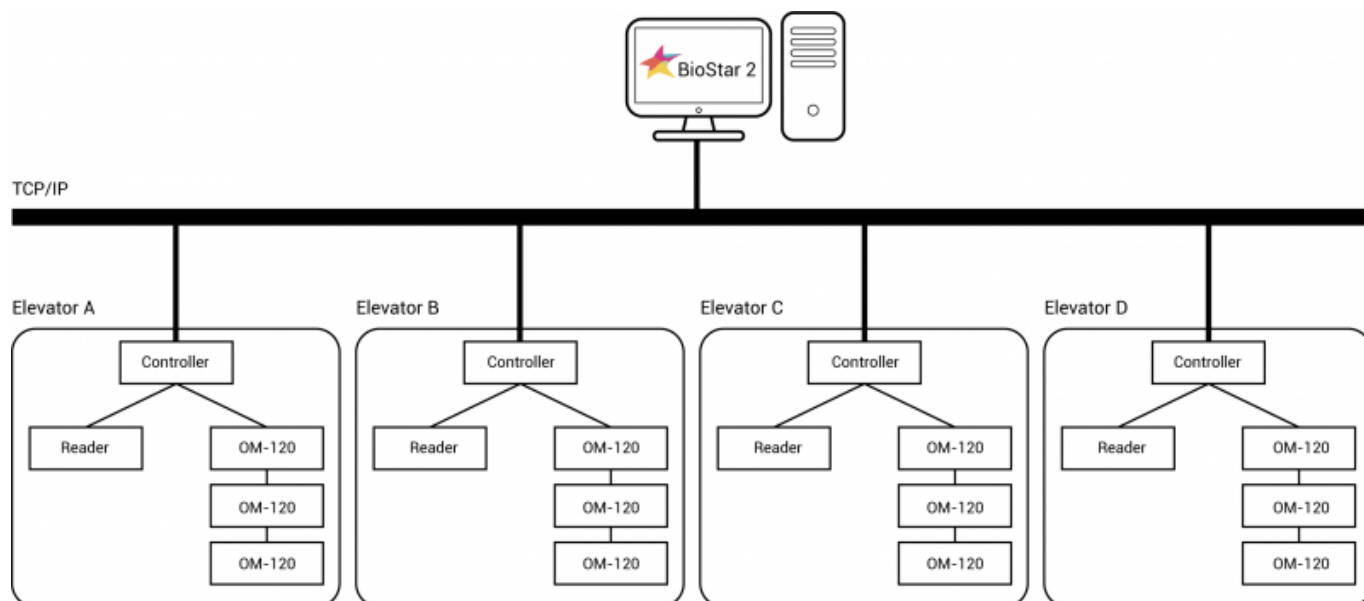 BioStar 2
TCP/IP
Elevator A
Elevator B
Elevator C
Elevator D
Controller
Controller
Controller
Controller
Reader
OM-120
Reader
OM-120
Reader
OM-120
Reader
OM-120
OM-120
OM-120
OM-120
OM-120
OM-120
OM-120
OM-120
OM-120